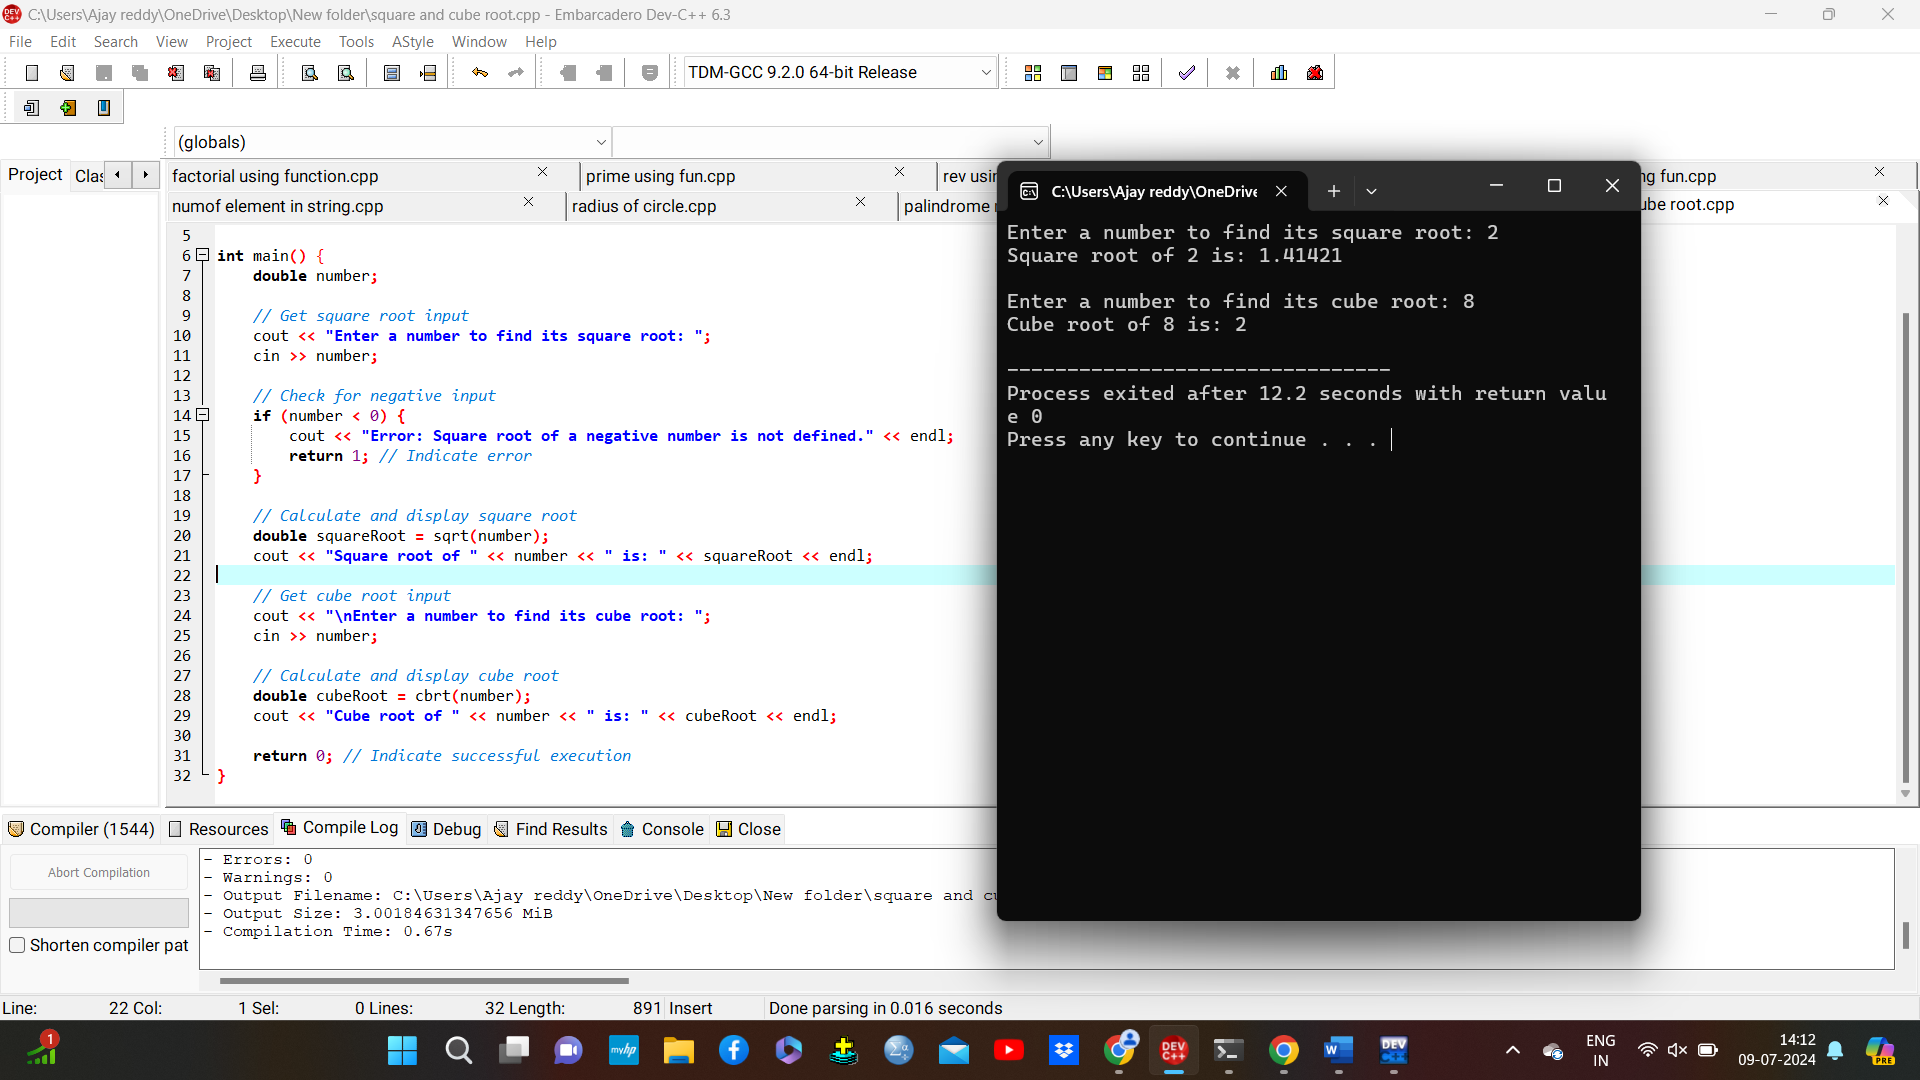 C:\Users\Ajay reddy\OneDrive\Desktop\New folder\square and cube root.cpp - Embarcadero Dev-C++ 6.3
File Edit Search View Project Execute Tools AStyle Window Help
TDM-GCC 9.2.0 64-bit Release
(globals)
Project Clas
factorial using function.cpp
prime using fun.cpp
rev usin
ng fun.cpp
numof element in string.cpp
radius of circle.cpp
palindrome
ube root.cpp
5
6 int main() {
7 double number;
8
9 // Get square root input
10 cout << "Enter a number to find its square root: ";
11 cin >> number;
12
13 // Check for negative input
14 if (number < 0) {
15 cout << "Error: Square root of a negative number is not defined." << endl;
16 return 1; // Indicate error
17 }
18
19 // Calculate and display square root
20 double squareRoot = sqrt(number);
21 cout << "Square root of " << number << " is: " << squareRoot << endl;
22
23 // Get cube root input
24 cout << "\nEnter a number to find its cube root: ";
25 cin >> number;
26
27 // Calculate and display cube root
28 double cubeRoot = cbrt(number);
29 cout << "Cube root of " << number << " is: " << cubeRoot << endl;
30
31 return 0; // Indicate successful execution
32 }
C:\Users\Ajay reddy\OneDrive
Enter a number to find its square root: 2
Square root of 2 is: 1.41421
Enter a number to find its cube root: 8
Cube root of 8 is: 2
--------------------------------
Process exited after 12.2 seconds with return valu
e 0
Press any key to continue . . .
Compiler (1544) Resources Compile Log Debug Find Results Console Close
Abort Compilation
Shorten compiler pat
- Errors: 0
- Warnings: 0
- Output Filename: C:\Users\Ajay reddy\OneDrive\Desktop\New folder\square and cu
- Output Size: 3.00184631347656 MiB
- Compilation Time: 0.67s
Line: 22 Col: 1 Sel: 0 Lines: 32 Length: 891 Insert Done parsing in 0.016 seconds
1
myhp
DEV C++
DEV C++
ENG
IN
14:12
09-07-2024
PRE